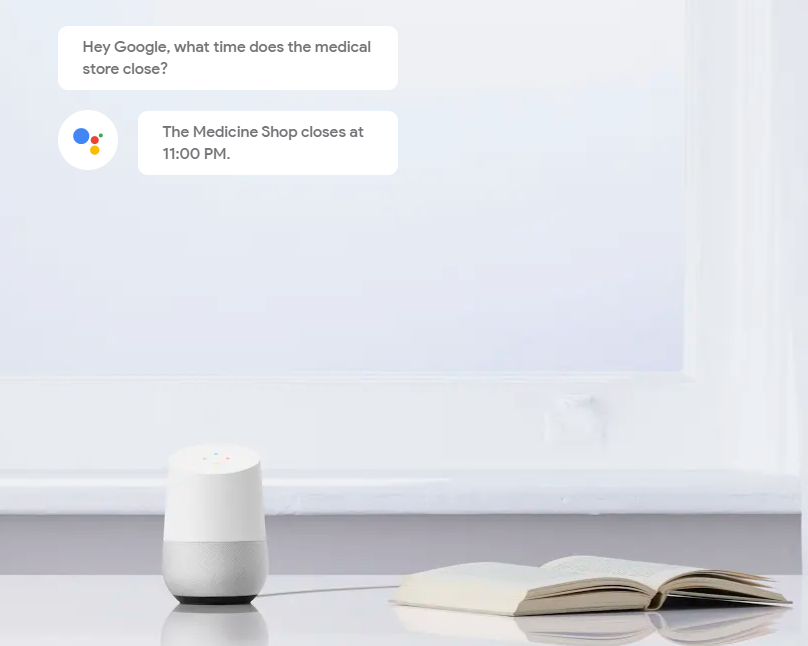 Hey Google, what time does the medical
store close?
The Medicine Shop closes at
11:00 PM.